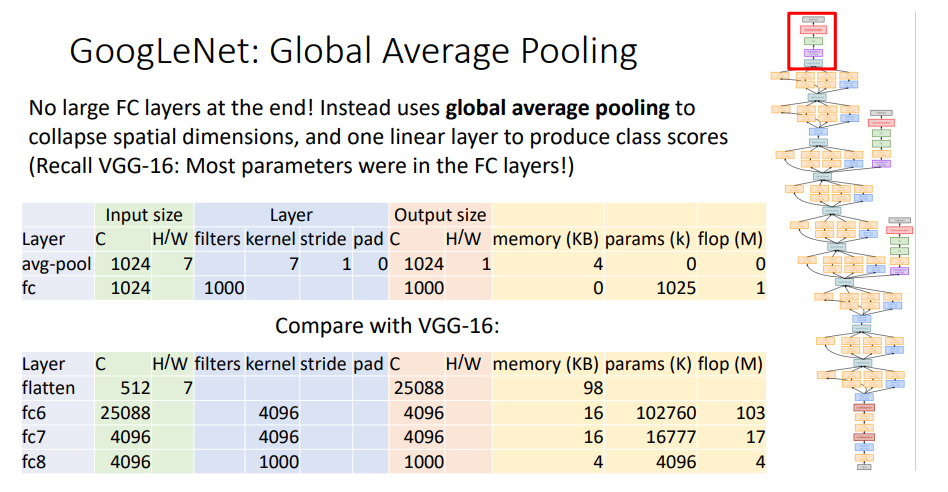 GoogLeNet: Global Average Pooling
No large FC layers at the end! Instead uses global average pooling to
collapse spatial dimensions, and one linear layer to produce class scores
(Recall VGG-16: Most parameters were in the FC layers!)
Input size Layer Output size
Layer C H/W filters kernel stride pad C H/W memory (KB) params (k) flop (M)
avg-pool 1024 7 7 1 0 1024 1 4 0 0
fc 1024 1000 1000 0 1025 1
Compare with VGG-16:
Layer C H/W filters kernel stride pad C H/W memory (KB) params (K) flop (M)
flatten 512 7 25088 98
fc6 25088 4096 4096 16 102760 103
fc7 4096 4096 4096 16 16777 17
fc8 4096 1000 1000 4 4096 4